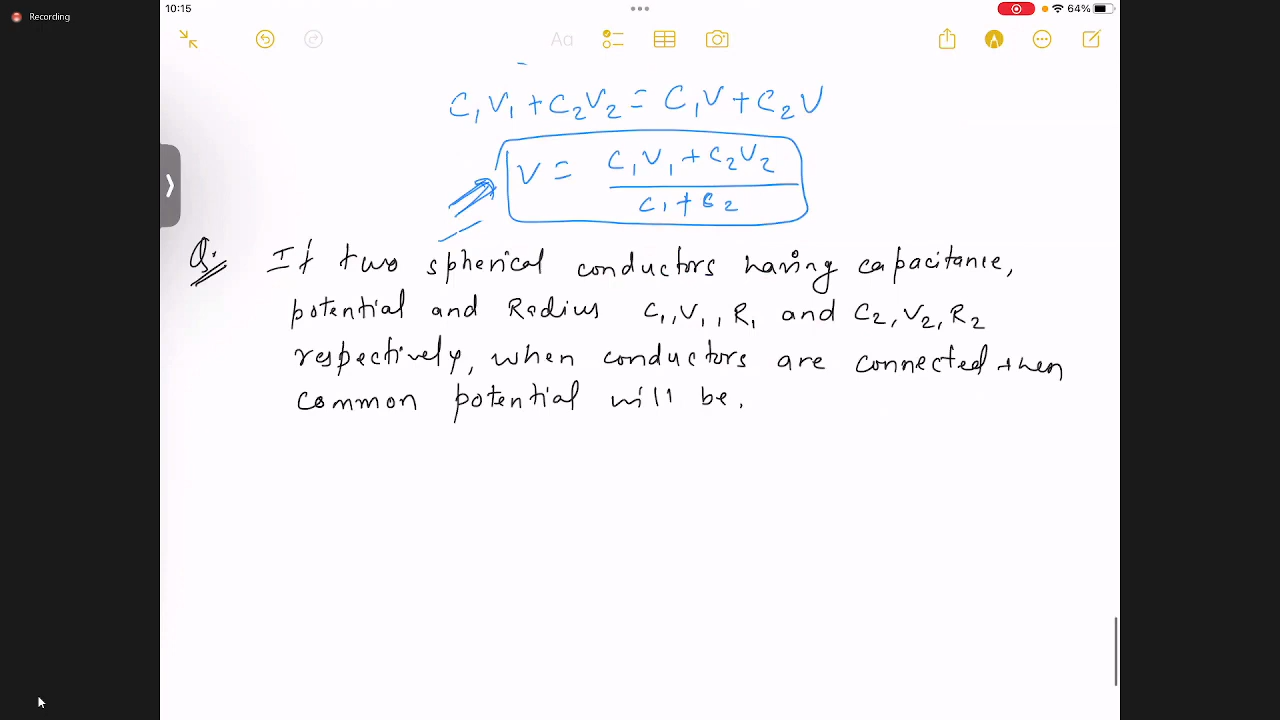 Recording
10:15
64%
Aa
C₁V₁ + C₂V₂ = C₁V + C₂V
V = (C₁V₁ + C₂V₂) / (C₁ + C₂)
Q. If two spherical conductors having capacitance,
potential and Radius C₁, V₁, R₁ and C₂, V₂, R₂
respectively, when conductors are connected then
common potential will be.